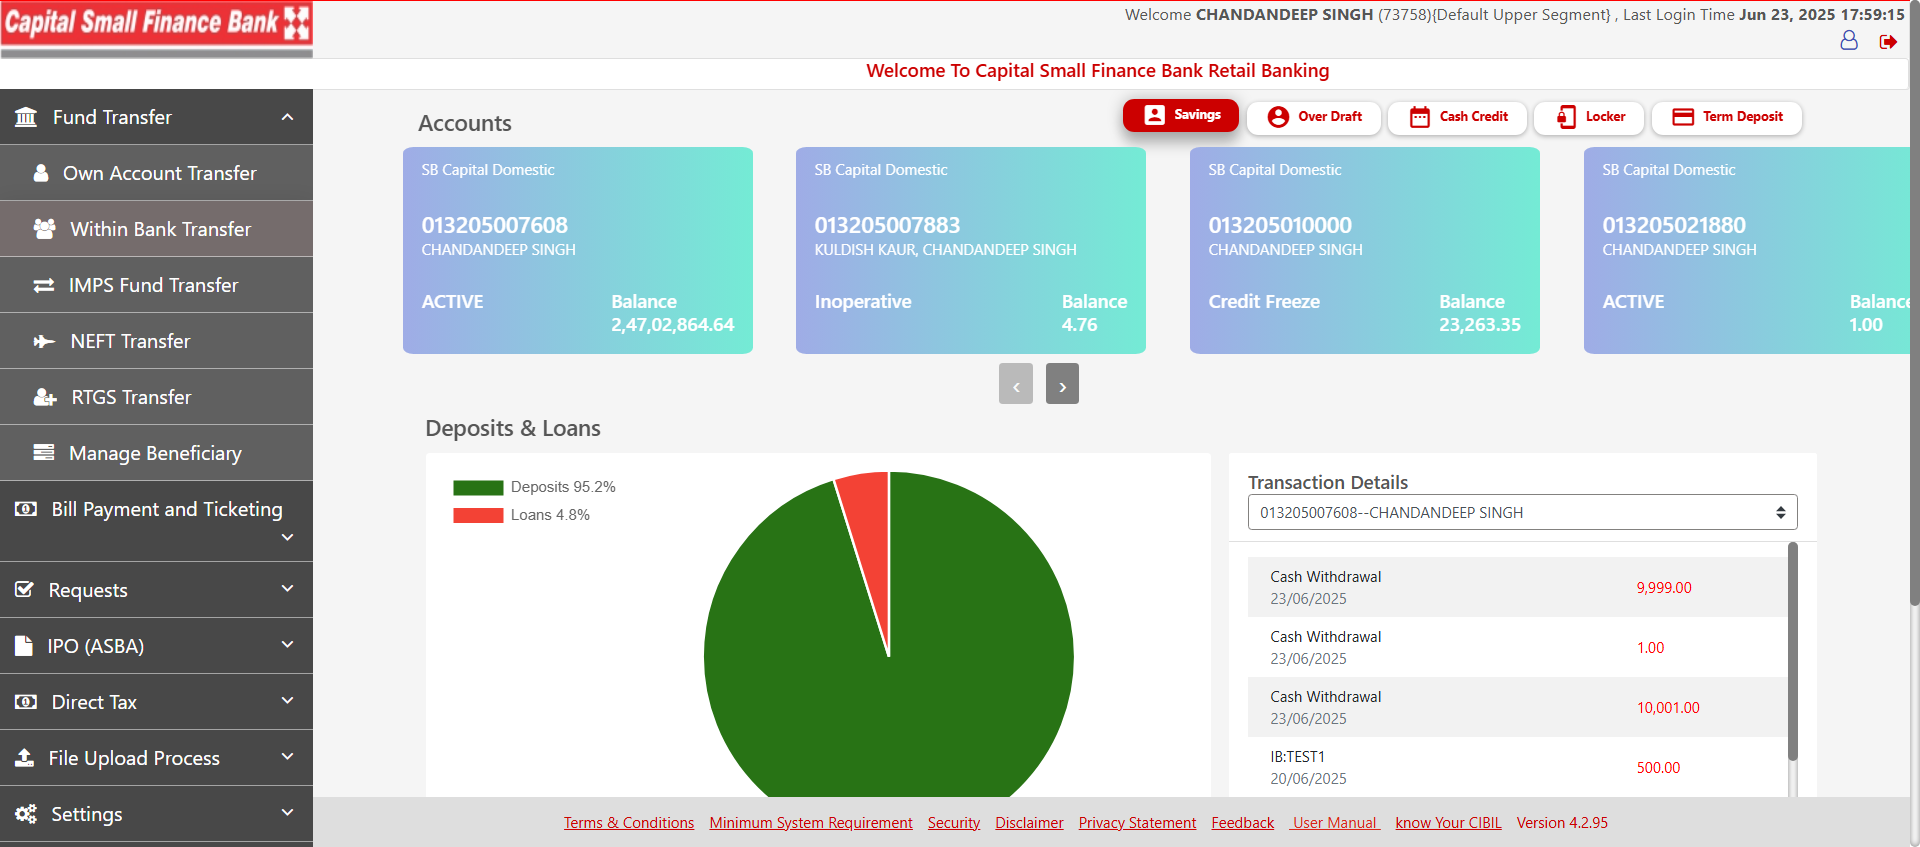 Capital Small Finance Bank
Welcome CHANDANDEEP SINGH (73758){Default Upper Segment} , Last Login Time Jun 23, 2025 17:59:15
Welcome To Capital Small Finance Bank Retail Banking
Fund Transfer
Own Account Transfer
Within Bank Transfer
IMPS Fund Transfer
NEFT Transfer
RTGS Transfer
Manage Beneficiary
Bill Payment and Ticketing
Requests
IPO (ASBA)
Direct Tax
File Upload Process
Settings
Accounts
Savings
Over Draft
Cash Credit
Locker
Term Deposit
SB Capital Domestic
013205007608
CHANDANDEEP SINGH
ACTIVE
Balance
2,47,02,864.64
SB Capital Domestic
013205007883
KULDISH KAUR, CHANDANDEEP SINGH
Inoperative
Balance
4.76
SB Capital Domestic
013205010000
CHANDANDEEP SINGH
Credit Freeze
Balance
23,263.35
SB Capital Domestic
013205021880
CHANDANDEEP SINGH
ACTIVE
Balance
1.00
‹ ›
Deposits & Loans
Deposits 95.2%
Loans 4.8%
Transaction Details
013205007608--CHANDANDEEP SINGH
Cash Withdrawal
23/06/2025
9,999.00
Cash Withdrawal
23/06/2025
1.00
Cash Withdrawal
23/06/2025
10,001.00
IB:TEST1
20/06/2025
500.00
Terms & Conditions Minimum System Requirement Security Disclaimer Privacy Statement Feedback User Manual know Your CIBIL Version 4.2.95